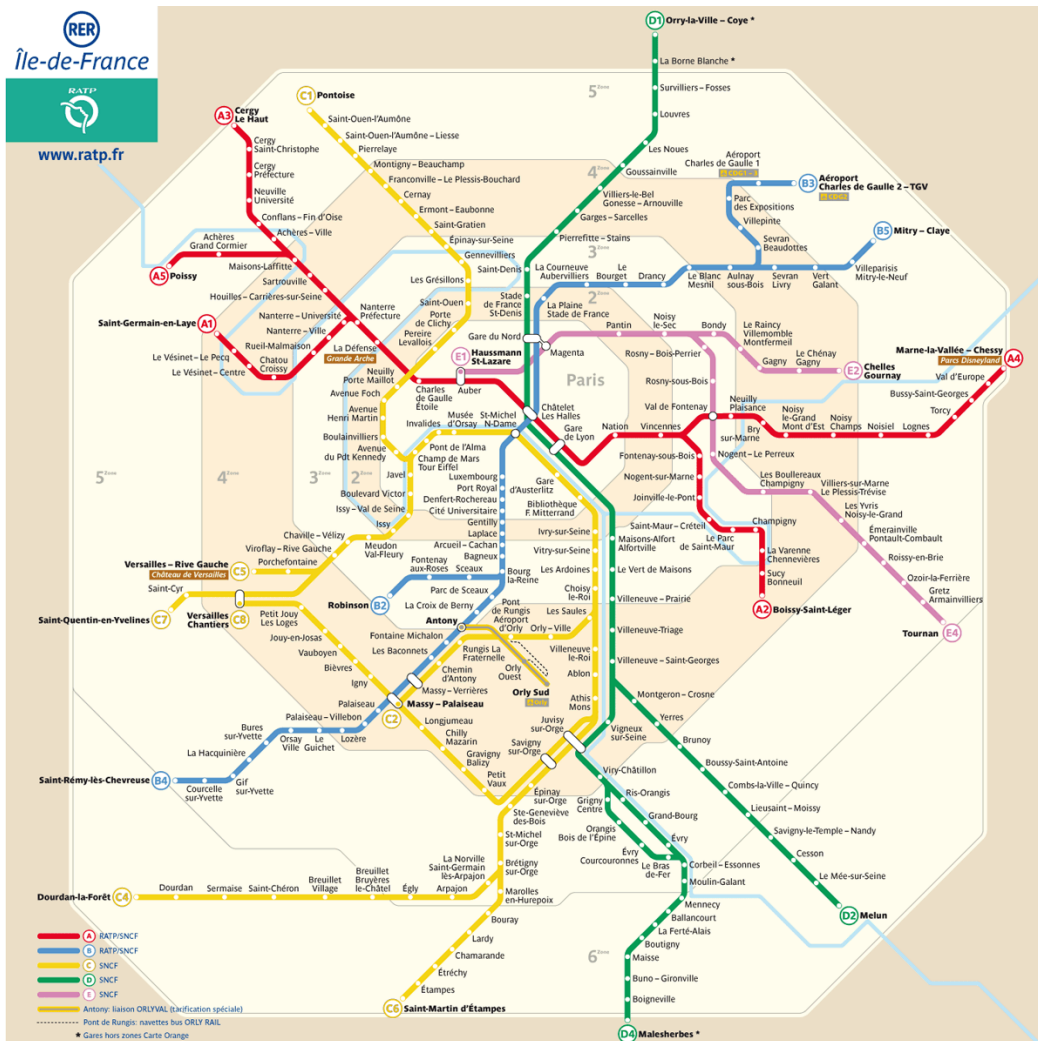 RER
Île-de-France
RATP
www.ratp.fr
D1
Orry-la-Ville – Coye *
La Borne Blanche *
Survilliers – Fosses
Louvres
Les Noues
Goussainville
Villiers-le-Bel
Gonesse – Arnouville
Garges – Sarcelles
Pierrefitte – Stains
Saint-Denis
Stade
de France
St-Denis
5 Zone
4 Zone
3 Zone
2 Zone
Paris
C1
Pontoise
Saint-Ouen-l'Aumône
Saint-Ouen-l'Aumône – Liesse
Pierrelaye
Montigny – Beauchamp
Franconville – Le Plessis-Bouchard
Cernay
Ermont – Eaubonne
Saint-Gratien
Épinay-sur-Seine
Gennevilliers
Les Grésillons
Saint-Ouen
Porte
de Clichy
Pereire
Levallois
Neuilly
Porte Maillot
Avenue Foch
Avenue
Henri Martin
Boulainvilliers
Avenue
du Pdt Kennedy
A3
Cergy
Le Haut
Cergy
Saint-Christophe
Cergy
Préfecture
Neuville
Université
Conflans – Fin d'Oise
Achères – Ville
Achères
Grand Cormier
A5
Poissy
Maisons-Laffitte
Sartrouville
Houilles – Carrières-sur-Seine
Nanterre – Université
Nanterre
Préfecture
Nanterre – Ville
Rueil-Malmaison
Chatou
Croissy
Le Vésinet – Centre
Le Vésinet – Le Pecq
Saint-Germain-en-Laye
A1
La Défense
Grande Arche
Charles
de Gaulle
Étoile
Auber
E1
Haussmann
St-Lazare
Gare du Nord
Magenta
Châtelet
Les Halles
Gare
de Lyon
Nation
Vincennes
Val de Fontenay
Neuilly
Plaisance
Bry
sur-Marne
Noisy
le-Grand
Mont d'Est
Noisy
Champs
Noisiel
Lognes
Torcy
Bussy-Saint-Georges
Val d'Europe
Marne-la-Vallée – Chessy
Parcs Disneyland
A4
Fontenay-sous-Bois
Nogent-sur-Marne
Joinville-le-Pont
Saint-Maur – Créteil
Le Parc
de Saint-Maur
Champigny
La Varenne
Chennevières
Sucy
Bonneuil
A2
Boissy-Saint-Léger
Aéroport
Charles de Gaulle 1
B3
Aéroport
Charles de Gaulle 2 – TGV
CDG2
Parc
des Expositions
Villepinte
Sevran
Beaudottes
B5
Mitry – Claye
Villeparisis
Mitry-le-Neuf
Vert
Galant
Sevran
Livry
Aulnay
sous-Bois
Le Blanc
Mesnil
Drancy
Le
Bourget
La Courneuve
Aubervilliers
La Plaine
Stade de France
Pantin
Noisy
le-Sec
Bondy
Le Raincy
Villemomble
Montfermeil
Gagny
Le Chénay
Gagny
E2
Chelles
Gournay
Rosny – Bois-Perrier
Rosny-sous-Bois
Nogent – Le Perreux
Les Boullereaux
Champigny
Villiers-sur-Marne
Le Plessis-Trévise
Les Yvris
Noisy-le-Grand
Émerainville
Pontault-Combault
Roissy-en-Brie
Ozoir-la-Ferrière
Gretz
Armainvilliers
Tournan
E4
5 Zone
4 Zone
3 Zone
2 Zone
Invalides
Musée
d'Orsay
St-Michel
N-Dame
Pont de l'Alma
Champ de Mars
Tour Eiffel
Javel
Boulevard Victor
Issy – Val de Seine
Issy
Meudon
Val-Fleury
Chaville – Vélizy
Viroflay – Rive Gauche
Porchefontaine
Versailles – Rive Gauche
Château de Versailles
C5
Saint-Cyr
Saint-Quentin-en-Yvelines
C7
Versailles
Chantiers
C8
Petit Jouy
Les Loges
Jouy-en-Josas
Vauboyen
Bièvres
Igny
Luxembourg
Port Royal
Denfert-Rochereau
Cité Universitaire
Gentilly
Laplace
Arcueil – Cachan
Bagneux
Bourg
la-Reine
Fontenay
aux-Roses
Sceaux
Robinson
B2
Parc de Sceaux
La Croix de Berny
Antony
Fontaine Michalon
Les Baconnets
Massy – Verrières
Chemin
d'Antony
Rungis La
Fraternelle
Pont
de Rungis
Aéroport
d'Orly
Orly – Ville
Les Saules
Orly
Ouest
Orly Sud
Orly
C2
Massy – Palaiseau
Palaiseau
Palaiseau – Villebon
Lozère
Le
Guichet
Orsay
Ville
Bures
sur-Yvette
La Hacquinière
Gif
sur-Yvette
Courcelle
sur-Yvette
Saint-Rémy-lès-Chevreuse
B4
Gare
d'Austerlitz
Bibliothèque
F. Mitterrand
Ivry-sur-Seine
Vitry-sur-Seine
Les Ardoines
Choisy
le-Roi
Villeneuve
le-Roi
Ablon
Athis
Mons
Juvisy
sur-Orge
Savigny
sur-Orge
Longjumeau
Chilly
Mazarin
Gravigny
Balizy
Petit
Vaux
Épinay
sur-Orge
Ste-Geneviève
des-Bois
St-Michel
sur-Orge
Brétigny
sur-Orge
Marolles
en-Hurepoix
Bouray
Lardy
Chamarande
Étréchy
Étampes
C6
Saint-Martin d'Étampes
La Norville
Saint-Germain
lès-Arpajon
Arpajon
Égly
Breuillet
Bruyères
le-Châtel
Breuillet
Village
Saint-Chéron
Sermaise
Dourdan
Dourdan-la-Forêt
C4
Maisons-Alfort
Alfortville
Le Vert de Maisons
Villeneuve – Prairie
Villeneuve-Triage
Villeneuve – Saint-Georges
Montgeron – Crosne
Yerres
Brunoy
Boussy-Saint-Antoine
Combs-la-Ville – Quincy
Lieusaint – Moissy
Savigny-le-Temple – Nandy
Cesson
Le Mée-sur-Seine
D2
Melun
Vigneux
sur-Seine
Viry-Châtillon
Ris-Orangis
Grand-Bourg
Évry
Grigny
Centre
Orangis
Bois de l'Épine
Évry
Courcouronnes
Le Bras
de-Fer
Corbeil – Essonnes
Moulin-Galant
Mennecy
Ballancourt
La Ferté-Alais
Boutigny
Maisse
Buno – Gironville
Boigneville
D4
Malesherbes *
6 Zone
A RATP/SNCF
B RATP/SNCF
C SNCF
D SNCF
E SNCF
Antony: liaison ORLYVAL (tarification spéciale)
Pont de Rungis: navettes bus ORLY RAIL
* Gares hors zones Carte Orange